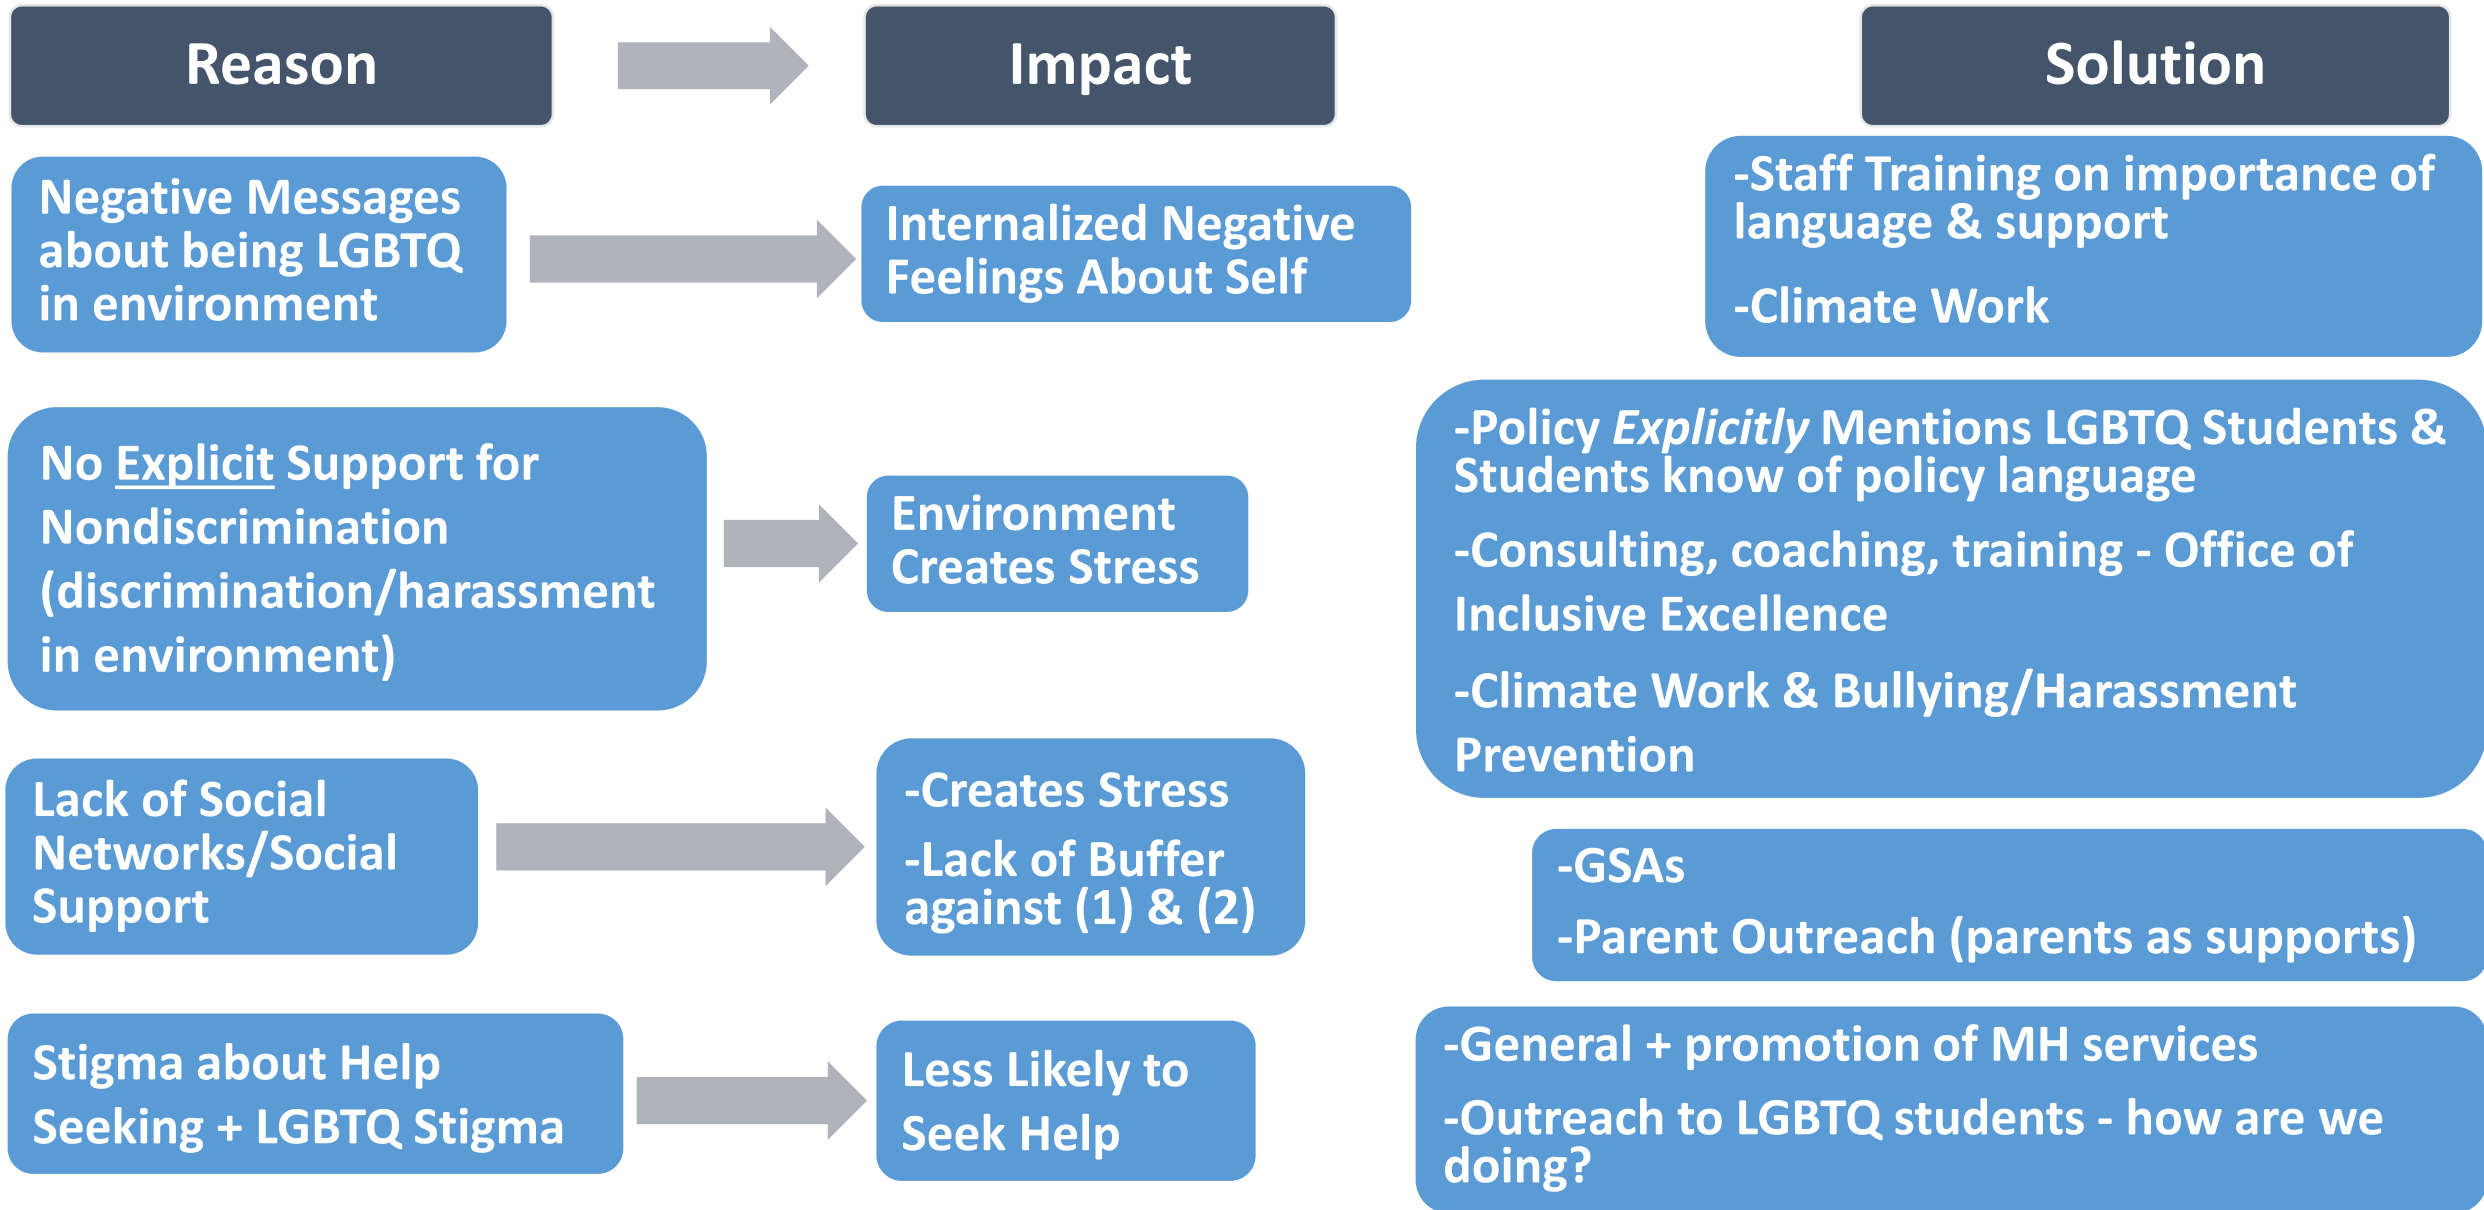 Reason
Impact
Solution
Negative Messages
about being LGBTQ
in environment
Internalized Negative
Feelings About Self
-Staff Training on importance of
language & support
-Climate Work
No Explicit Support for
Nondiscrimination
(discrimination/harassment
in environment)
Environment
Creates Stress
-Policy Explicitly Mentions LGBTQ Students &
Students know of policy language
-Consulting, coaching, training - Office of
Inclusive Excellence
-Climate Work & Bullying/Harassment
Prevention
Lack of Social
Networks/Social
Support
-Creates Stress
-Lack of Buffer
against (1) & (2)
-GSAs
-Parent Outreach (parents as supports)
Stigma about Help
Seeking + LGBTQ Stigma
Less Likely to
Seek Help
-General + promotion of MH services
-Outreach to LGBTQ students - how are we
doing?